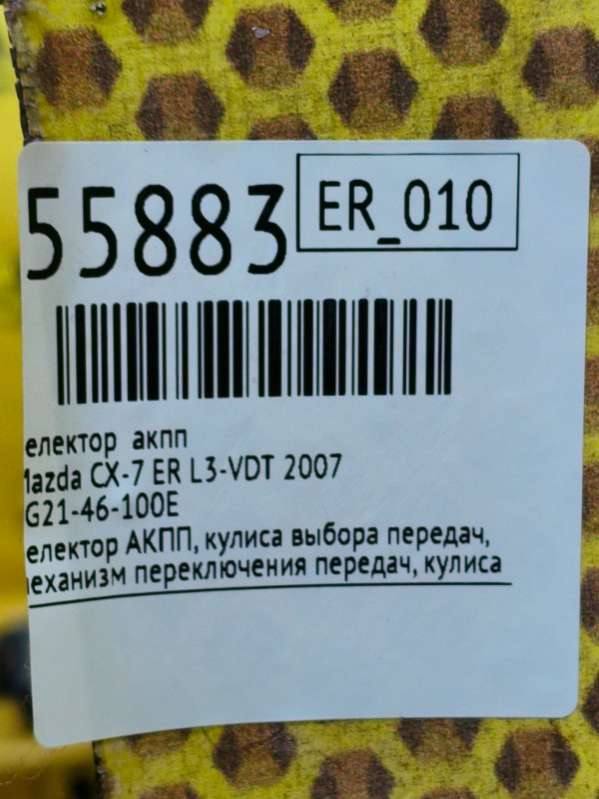 55883
ER_010
електор акпп
Mazda CX-7 ER L3-VDT 2007
G21-46-100E
електор АКПП, кулиса выбора передач,
механизм переключения передач, кулиса